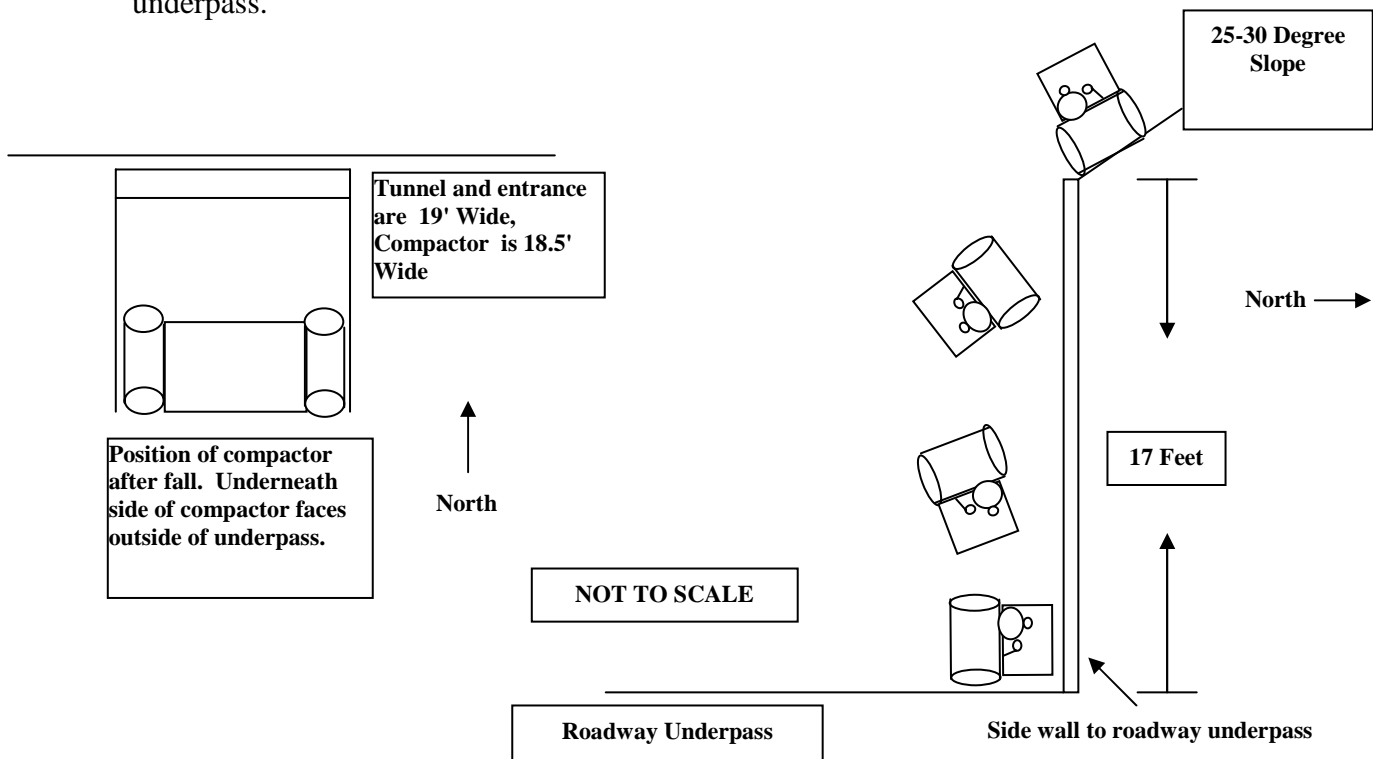 underpass.
25-30 Degree
Slope
Tunnel and entrance
are 19' Wide,
Compactor is 18.5'
Wide
North
Position of compactor
after fall. Underneath
side of compactor faces
outside of underpass.
North
17 Feet
NOT TO SCALE
Roadway Underpass
Side wall to roadway underpass